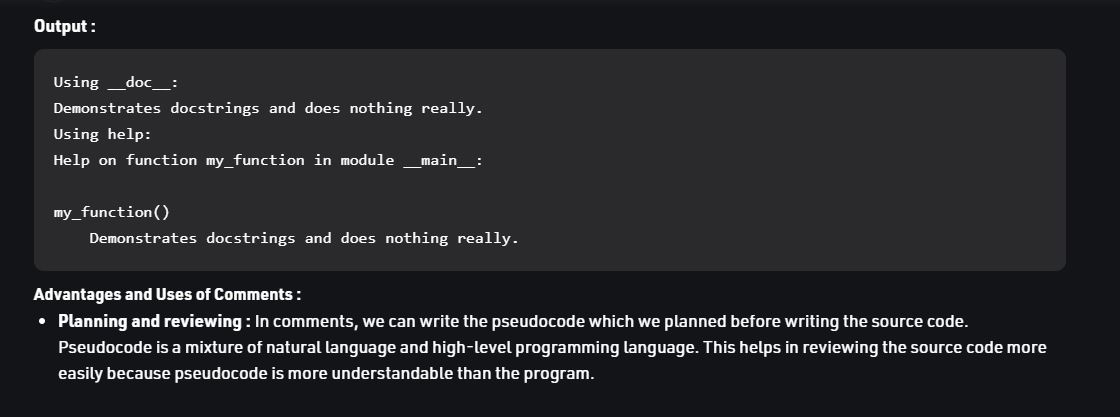 Output :
Using __doc__:
Demonstrates docstrings and does nothing really.
Using help:
Help on function my_function in module __main__:
my_function()
    Demonstrates docstrings and does nothing really.
Advantages and Uses of Comments :
• Planning and reviewing : In comments, we can write the pseudocode which we planned before writing the source code.
Pseudocode is a mixture of natural language and high-level programming language. This helps in reviewing the source code more
easily because pseudocode is more understandable than the program.